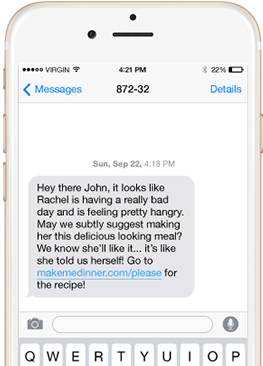 VIRGIN 4:21 PM 22%
Messages 872-32 Details
Sun, Sep 22, 4:18 PM
Hey there John, it looks like
Rachel is having a really bad
day and is feeling pretty hangry.
May we subtly suggest making
her this delicious looking meal?
We know she'll like it... it's like
she told us herself! Go to
makemedinner.com/please for
the recipe!
Q W E R T Y U I O P